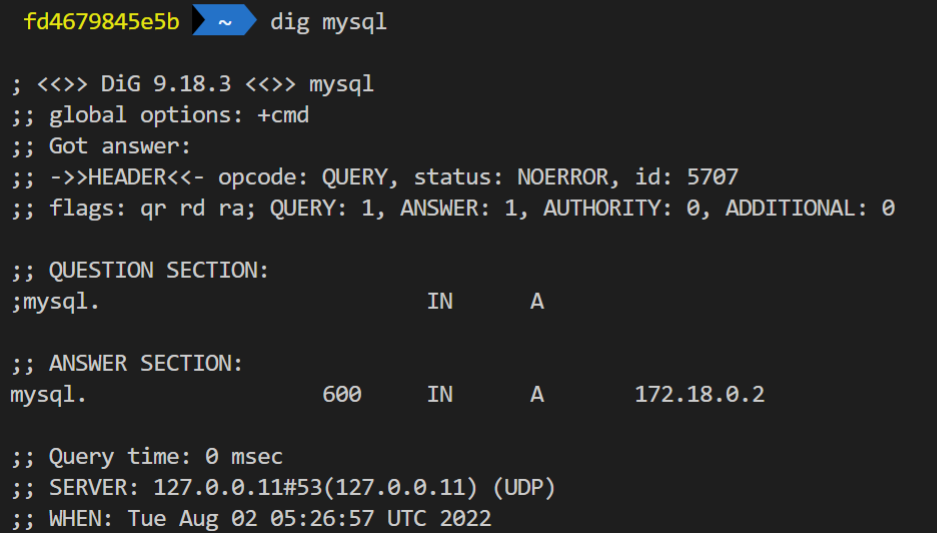 fd4679845e5b ~ dig mysql
; <<>> DiG 9.18.3 <<>> mysql
;; global options: +cmd
;; Got answer:
;; ->>HEADER<<- opcode: QUERY, status: NOERROR, id: 5707
;; flags: qr rd ra; QUERY: 1, ANSWER: 1, AUTHORITY: 0, ADDITIONAL: 0
;; QUESTION SECTION:
;mysql. IN A
;; ANSWER SECTION:
mysql. 600 IN A 172.18.0.2
;; Query time: 0 msec
;; SERVER: 127.0.0.11#53(127.0.0.11) (UDP)
;; WHEN: Tue Aug 02 05:26:57 UTC 2022